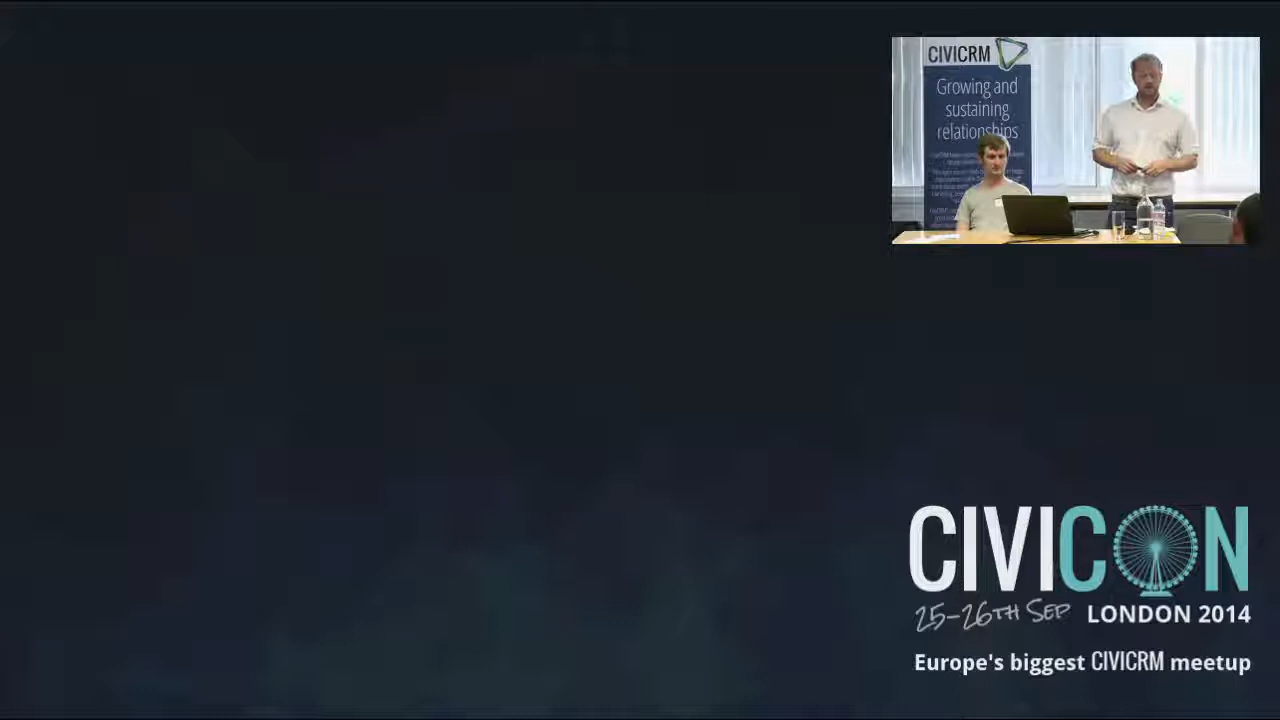 CIVICRM
Growing and
sustaining
relationships
CIVICON
25-26TH SEP LONDON 2014
Europe's biggest CIVICRM meetup